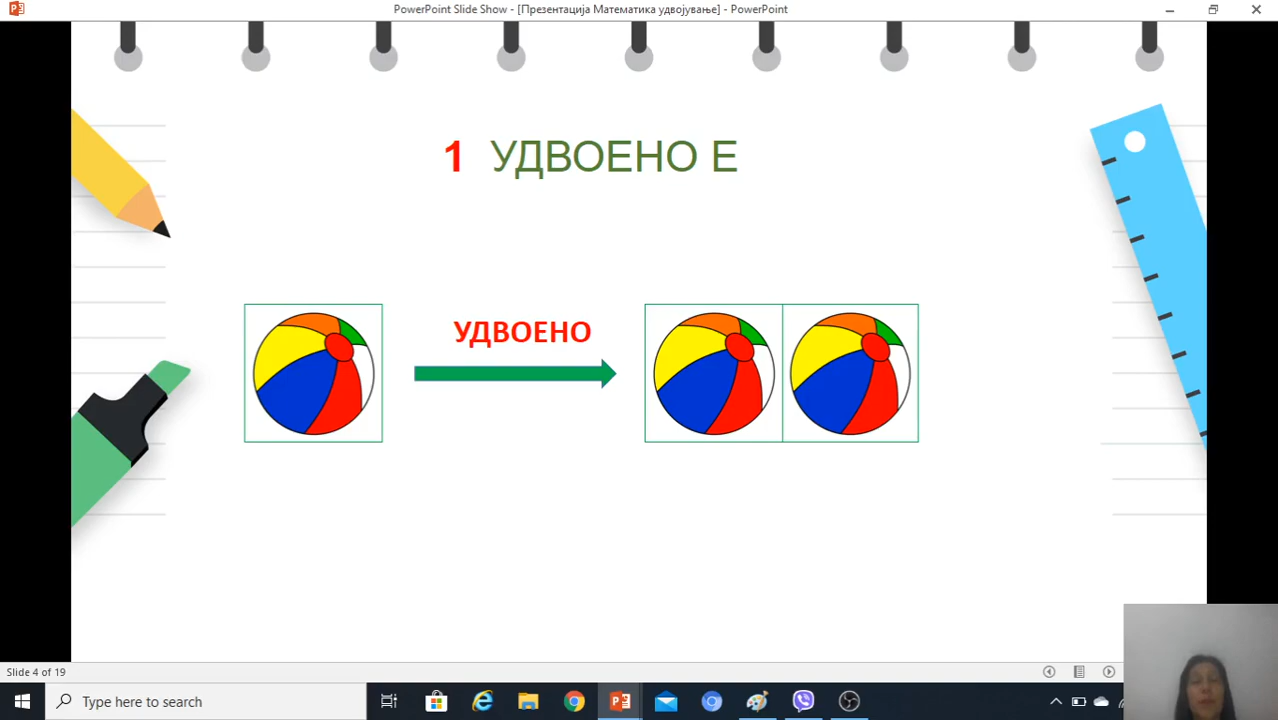 PowerPoint Slide Show - [Презентација Математика удвојување] - PowerPoint
1 УДВОЕНО Е
УДВОЕНО
Slide 4 of 19
Type here to search